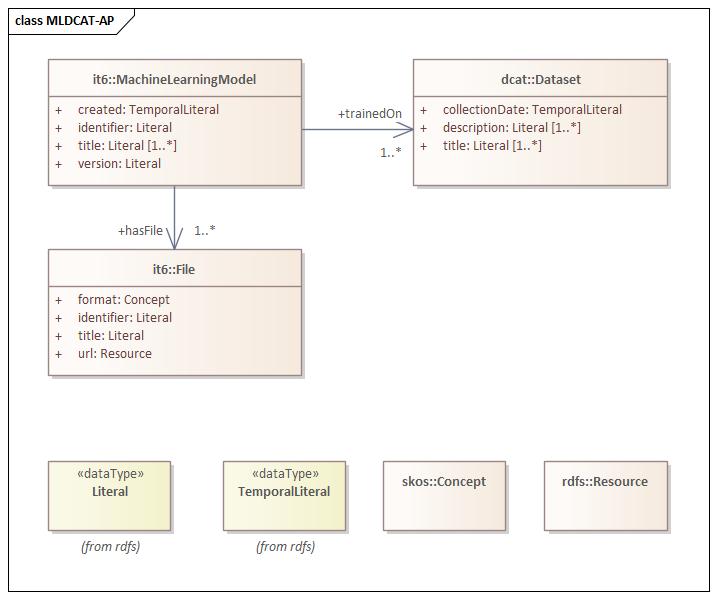 class MLDCAT-AP
it6::MachineLearningModel
+ created: TemporalLiteral
+ identifier: Literal
+ title: Literal [1..*]
+ version: Literal
+trainedOn
1..*
dcat::Dataset
+ collectionDate: TemporalLiteral
+ description: Literal [1..*]
+ title: Literal [1..*]
+hasFile
1..*
it6::File
+ format: Concept
+ identifier: Literal
+ title: Literal
+ url: Resource
«dataType»
Literal
(from rdfs)
«dataType»
TemporalLiteral
(from rdfs)
skos::Concept
rdfs::Resource